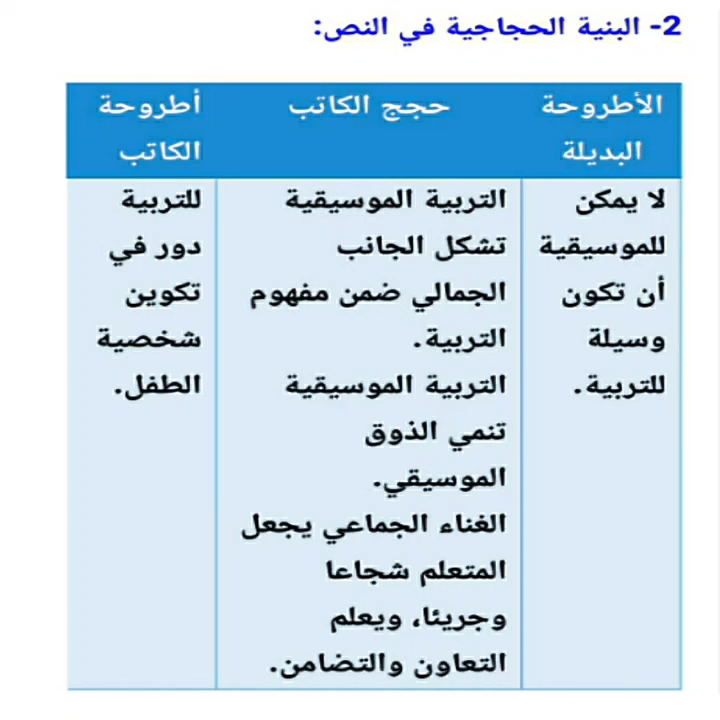 2- البنية الحجاجية في النص:
الأطروحة
البديلة
حجج الكاتب
أطروحة
الكاتب
لا يمكن
للموسيقية
أن تكون
وسيلة
للتربية.
التربية الموسيقية
تشكل الجانب
الجمالي ضمن مفهوم
التربية.
التربية الموسيقية
تنمي الذوق
الموسيقي.
الغناء الجماعي يجعل
المتعلم شجاعا
وجريئا، ويعلم
التعاون والتضامن.
للتربية
دور في
تكوين
شخصية
الطفل.